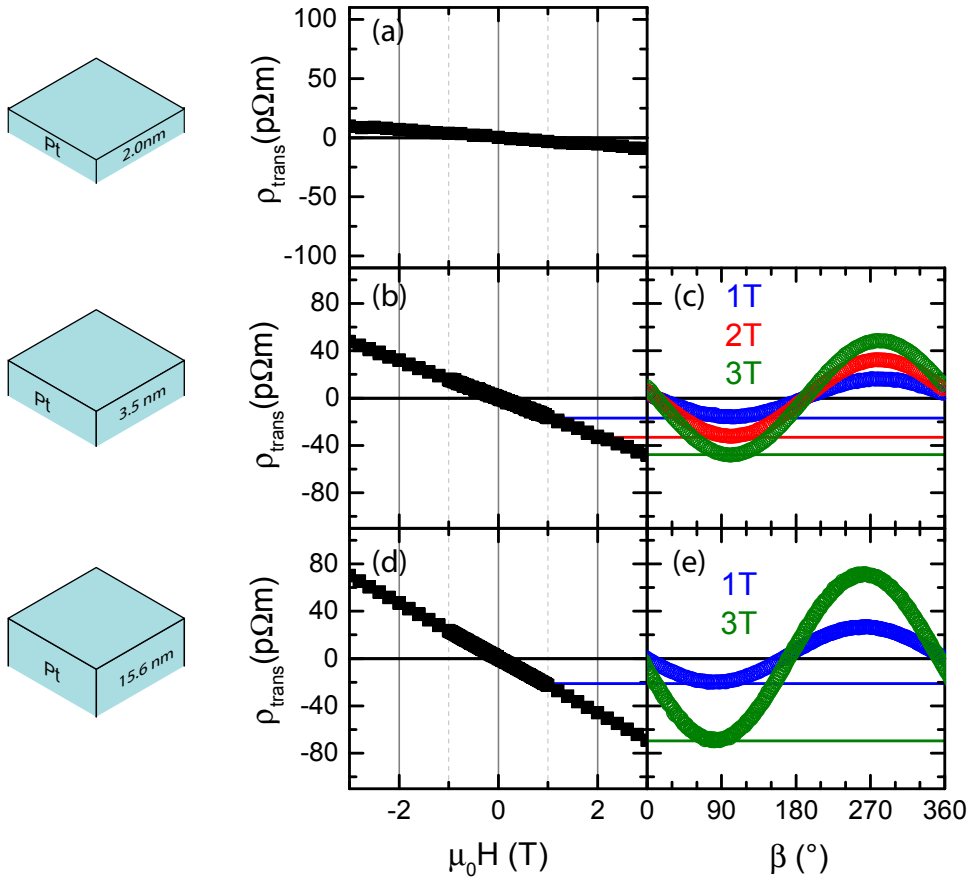 (a)
100
50
0
-50
-100
ρtrans(pΩm)
Pt
2.0nm
(b)
80
40
0
-40
-80
ρtrans(pΩm)
Pt
3.5 nm
(c)
1T
2T
3T
(d)
80
40
0
-40
-80
ρtrans(pΩm)
Pt
15.6 nm
(e)
1T
3T
-2 0 2 0 90 180 270 360
μ0H (T) β (°)